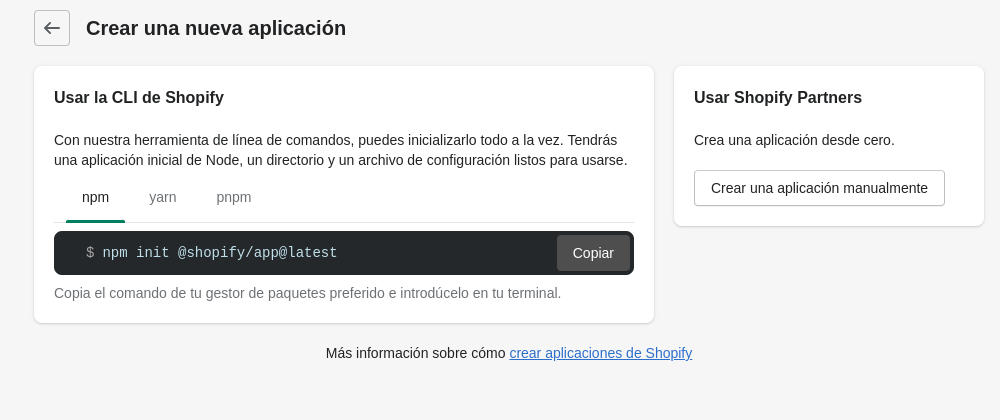 Crear una nueva aplicación
Usar la CLI de Shopify
Con nuestra herramienta de línea de comandos, puedes inicializarlo todo a la vez. Tendrás
una aplicación inicial de Node, un directorio y un archivo de configuración listos para usarse.
npm yarn pnpm
$ npm init @shopify/app@latest
Copiar
Copia el comando de tu gestor de paquetes preferido e introdúcelo en tu terminal.
Usar Shopify Partners
Crea una aplicación desde cero.
Crear una aplicación manualmente
Más información sobre cómo crear aplicaciones de Shopify